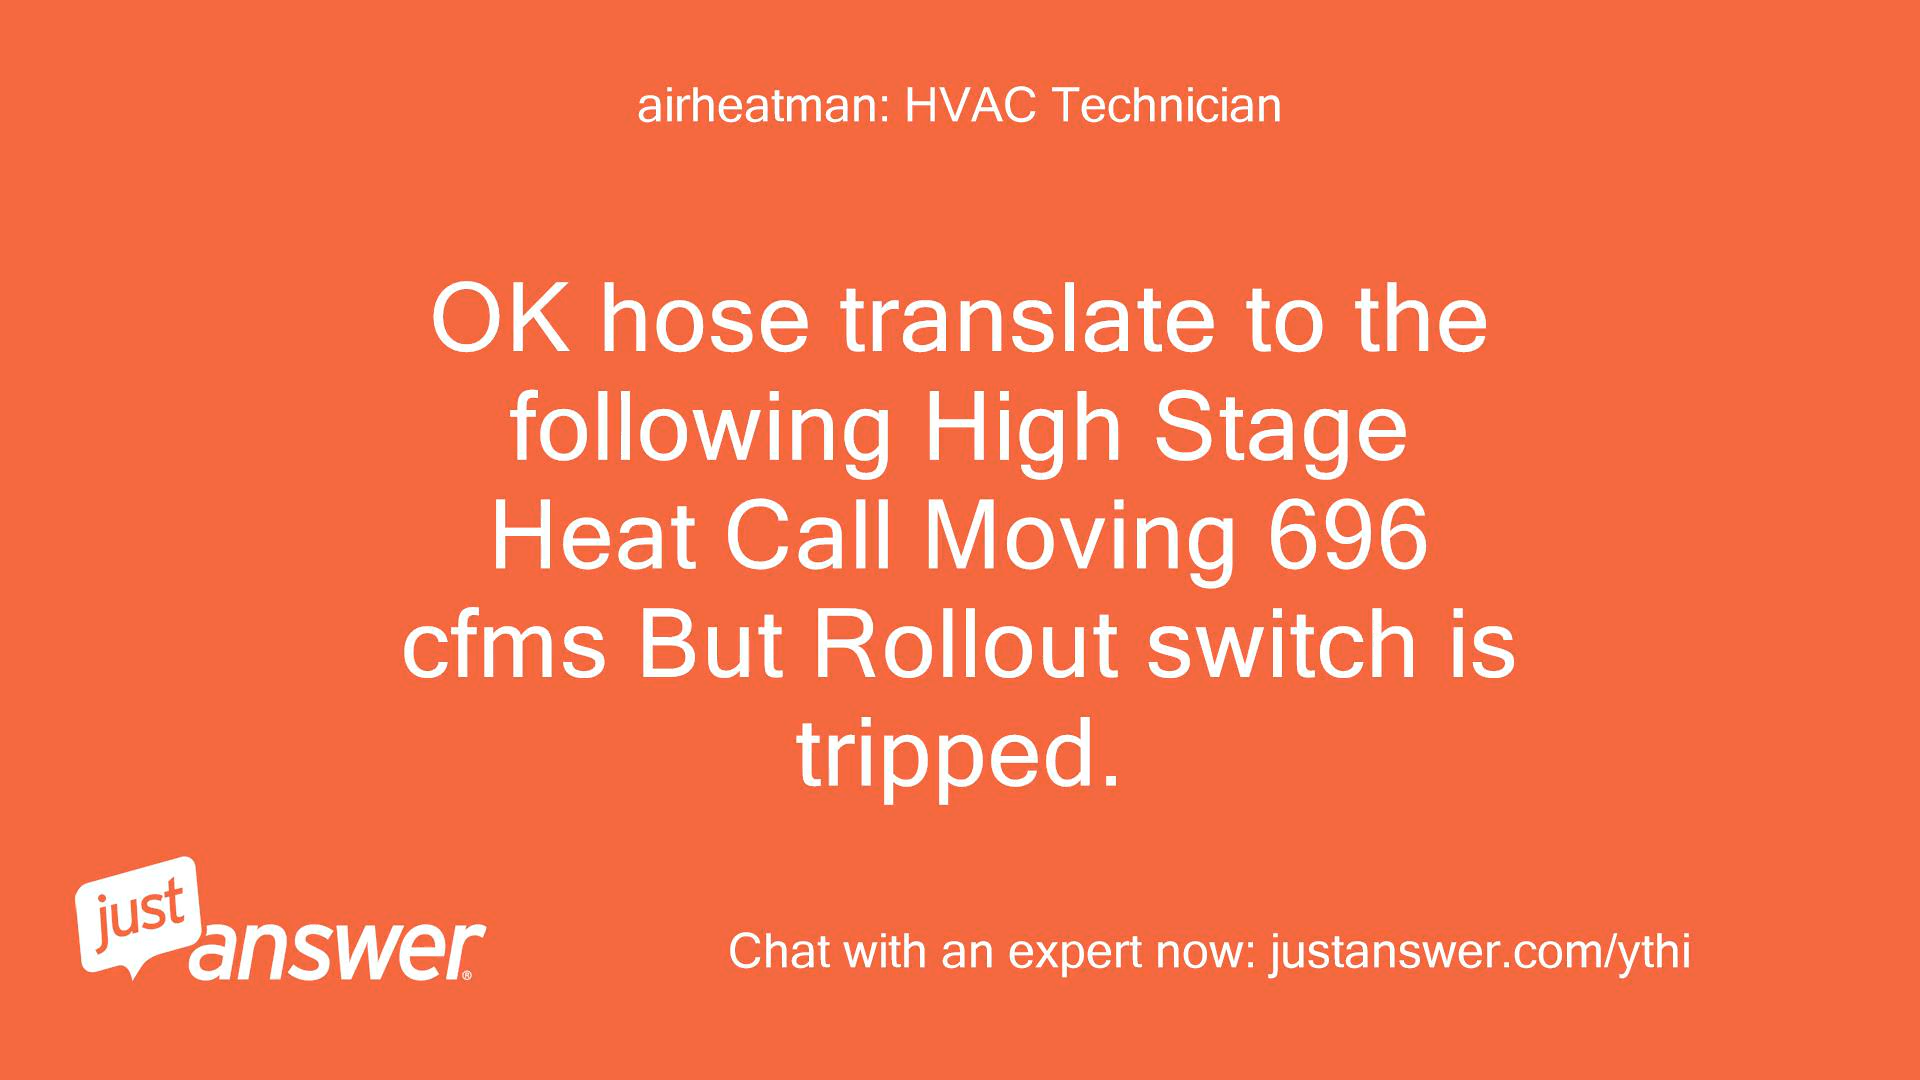 airheatman: HVAC Technician
OK hose translate to the
following High Stage
Heat Call Moving 696
cfms But Rollout switch is
tripped.
just
answer®
Chat with an expert now: justanswer.com/ythi